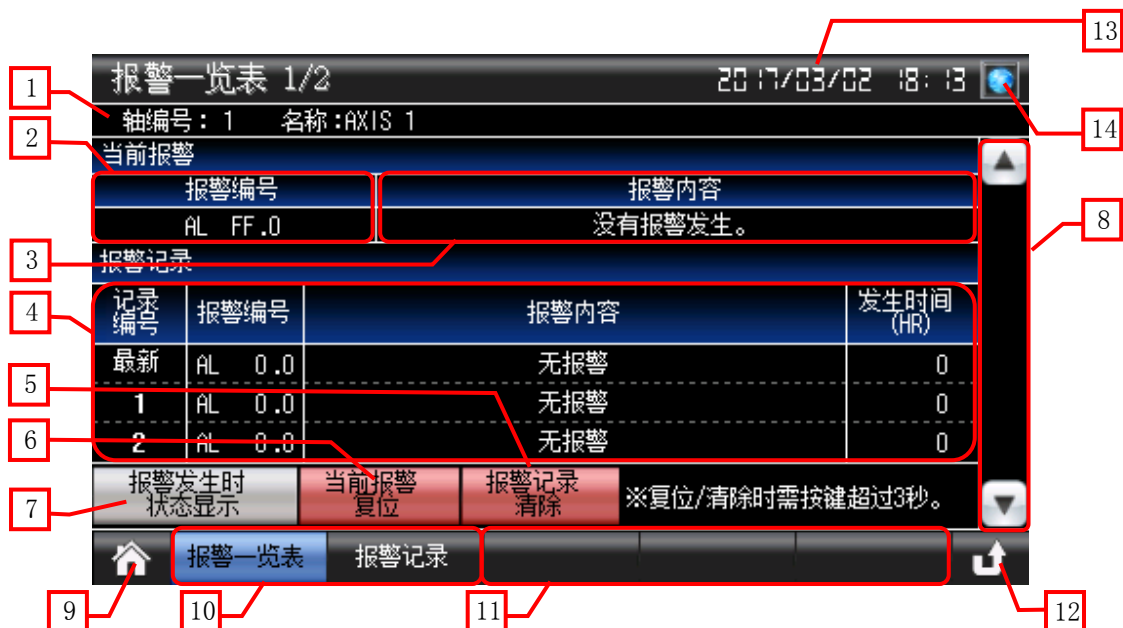 13
报警一览表 1/2
2017/03/02 18:13
1
轴编号：1 名称:AXIS 1
14
2
当前报警
报警编号
报警内容
AL FF.0
没有报警发生。
8
3
报警记录
4
记录
编号
报警编号
报警内容
发生时间
(HR)
最新 AL 0.0 无报警 0
5
1 AL 0.0 无报警 0
6
2 AL 0.0 无报警 0
7
报警发生时
状态显示
当前报警
复位
报警记录
清除
※复位/清除时需按键超过3秒。
报警一览表
报警记录
9
10
11
12